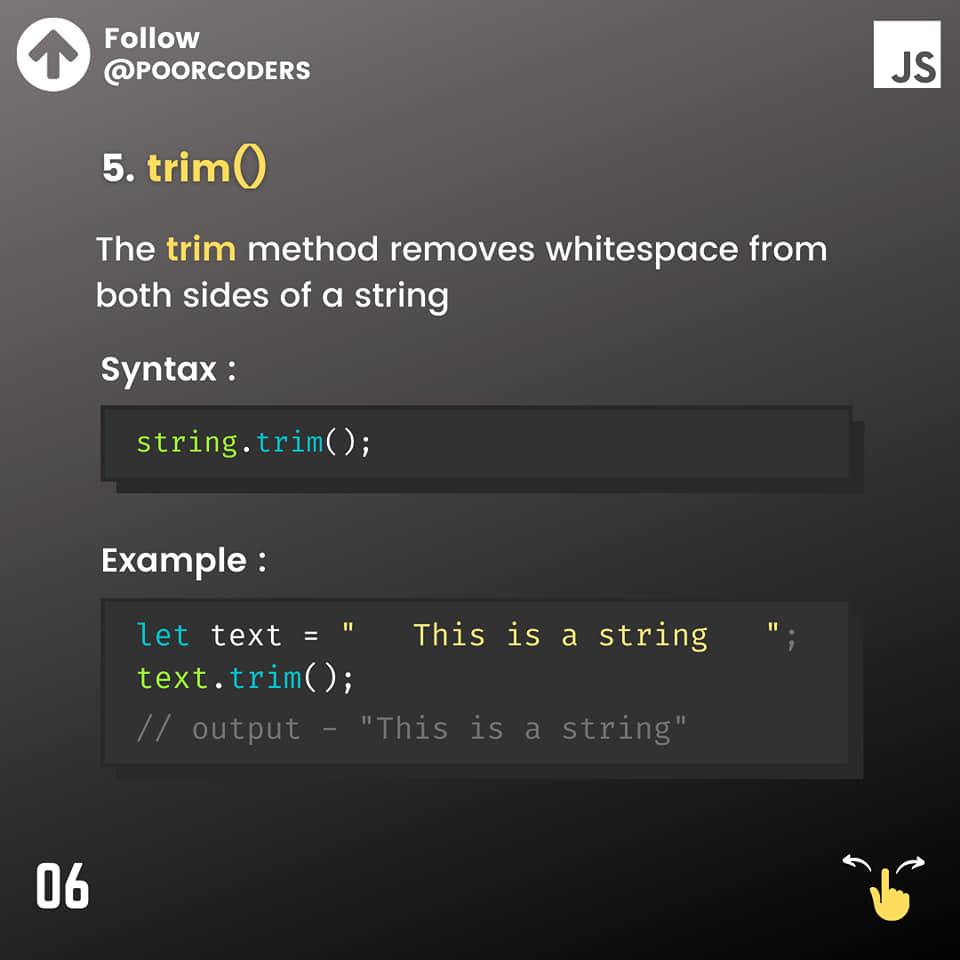 Follow
@POORCODERS
JS
5. trim()
The trim method removes whitespace from
both sides of a string
Syntax :
string.trim();
Example :
let text = "   This is a string   ";
text.trim();
// output - "This is a string"
06